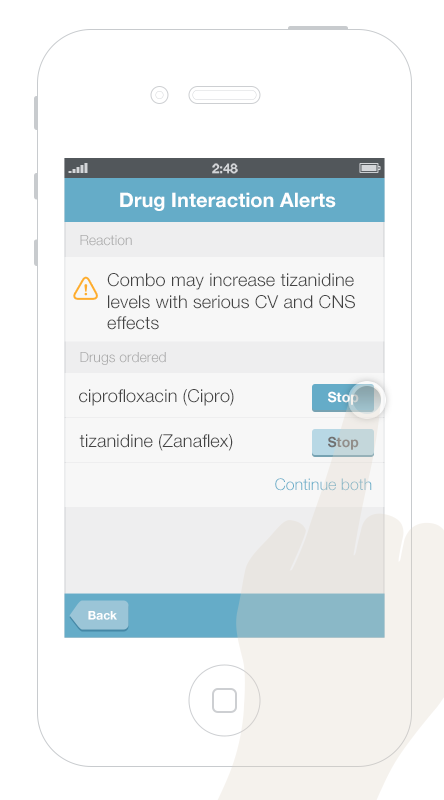 2:48
Drug Interaction Alerts
Reaction
Combo may increase tizanidine
levels with serious CV and CNS
effects
Drugs ordered
ciprofloxacin (Cipro) Stop
tizanidine (Zanaflex) Stop
Continue both
Back